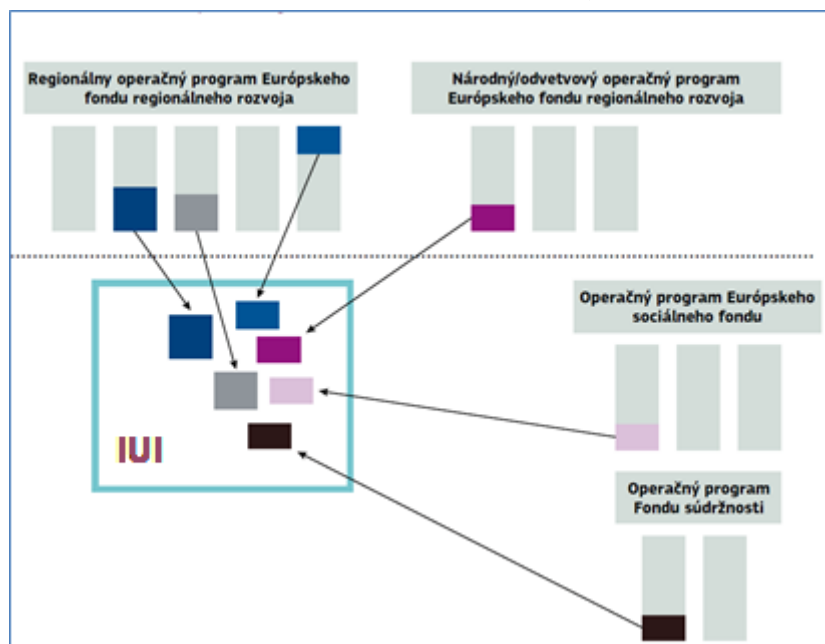 Regionálny operačný program Európskeho
fondu regionálneho rozvoja
Národný/odvetvový operačný program
Európskeho fondu regionálneho rozvoja
Operačný program Európskeho
sociálneho fondu
IUI
Operačný program
Fondu súdržnosti